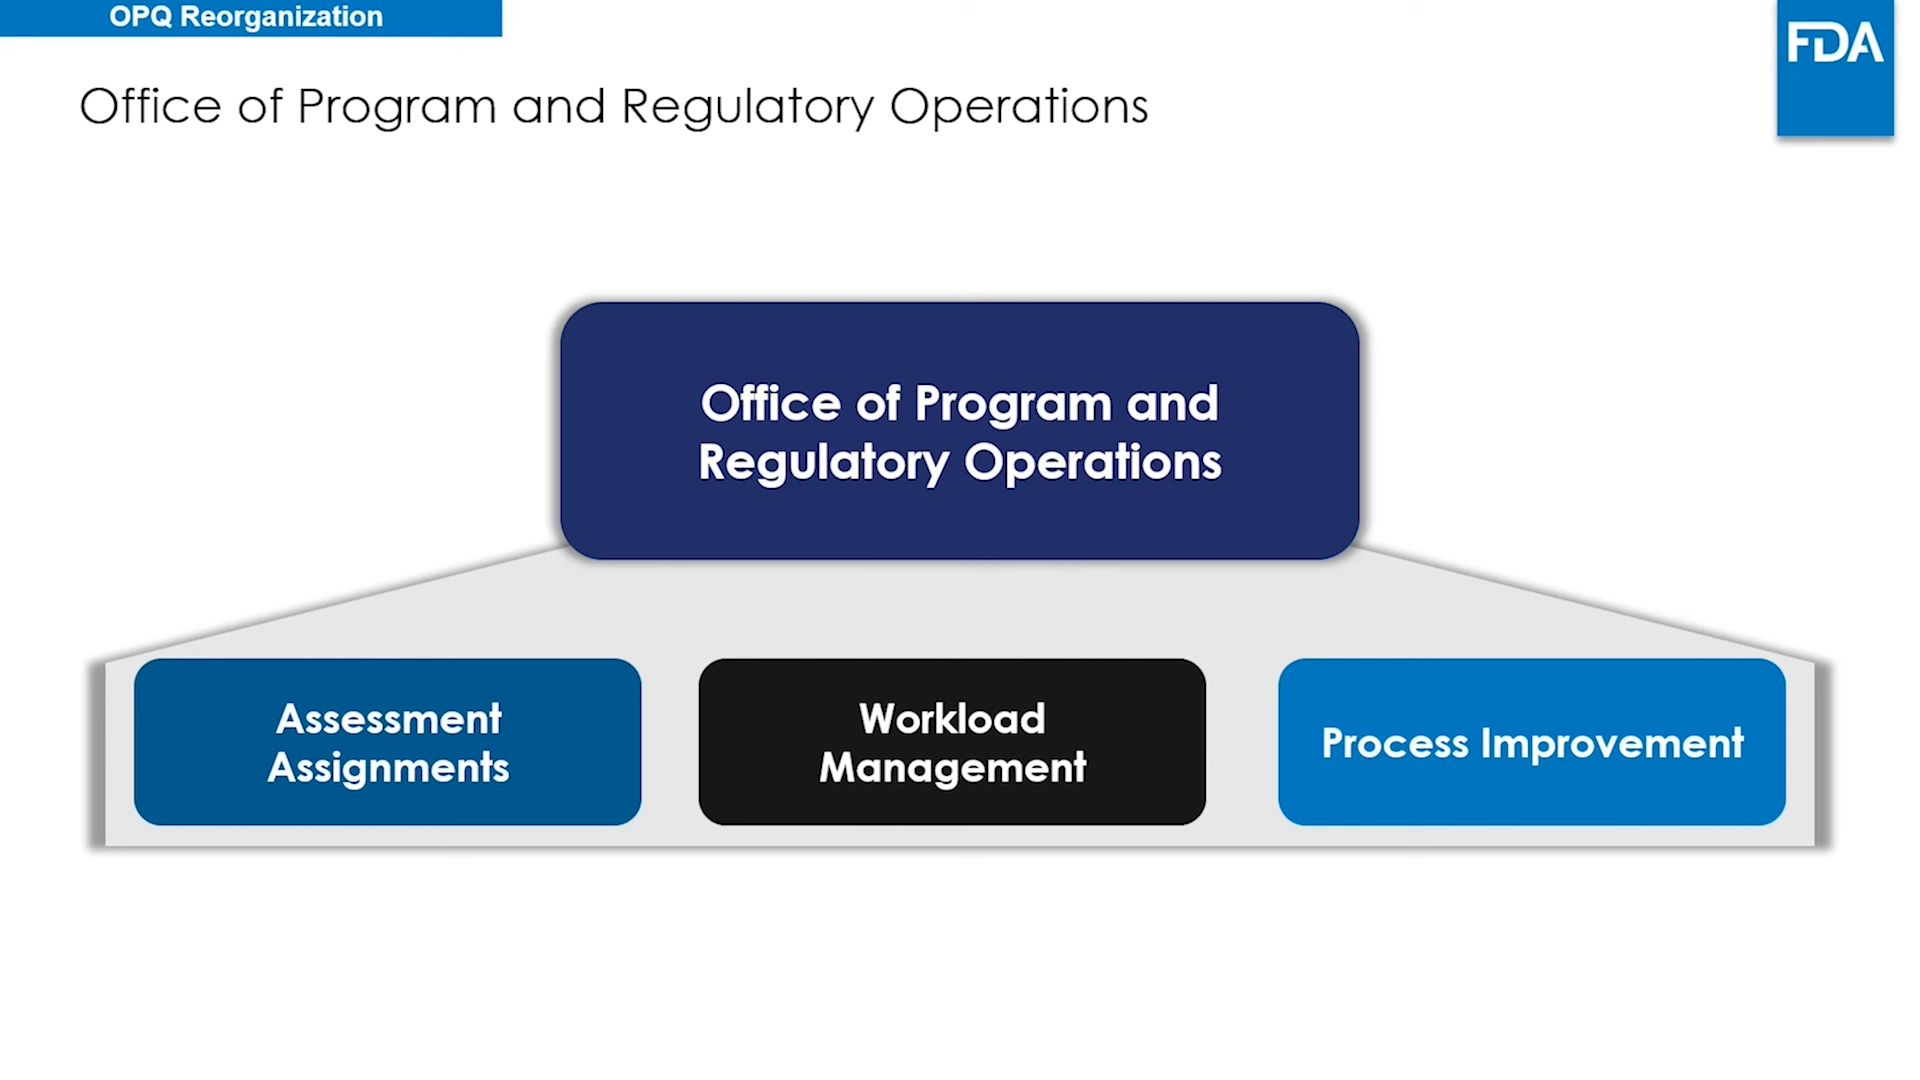 OPQ Reorganization
FDA
Office of Program and Regulatory Operations
Office of Program and
Regulatory Operations
Assessment
Assignments
Workload
Management
Process Improvement